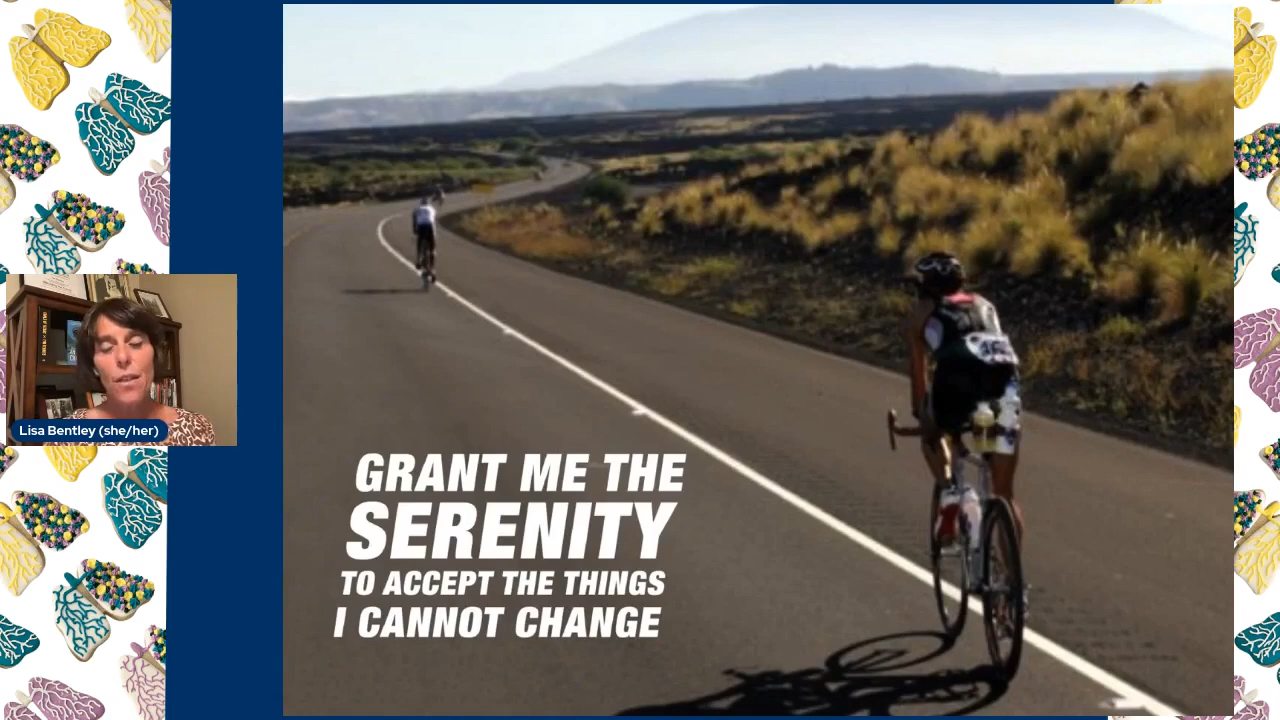 GRANT ME THE
SERENITY
TO ACCEPT THE THINGS
I CANNOT CHANGE
Lisa Bentley (she/her)